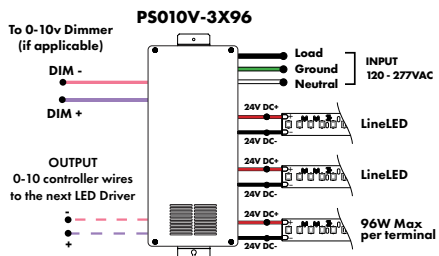 PS010V-3X96
To 0-10v Dimmer
(if applicable)
DIM -
DIM +
OUTPUT
0-10 controller wires
to the next LED Driver
-
+
Load
Ground
Neutral
INPUT
120 - 277VAC
24V DC+
24V DC-
LineLED
24V DC+
24V DC-
LineLED
24V DC+
24V DC-
96W Max
per terminal